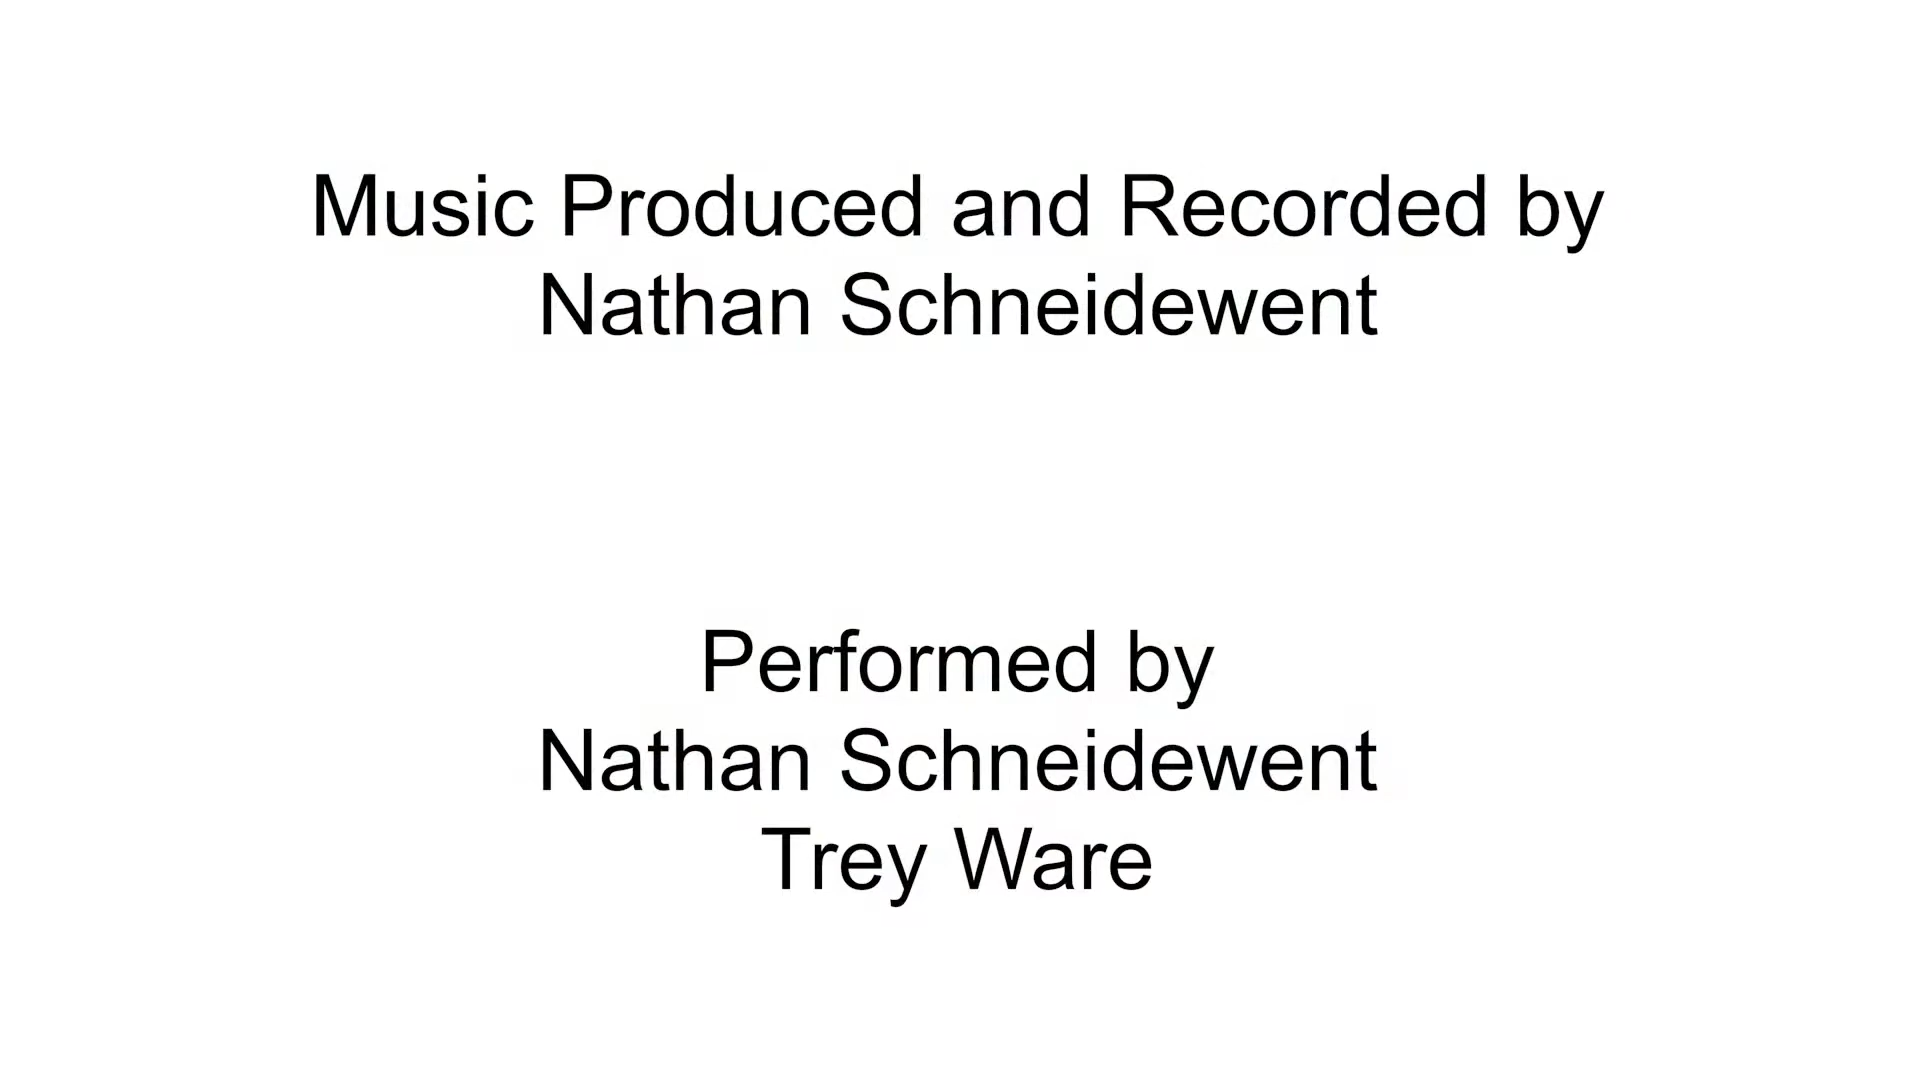 Music Produced and Recorded by
Nathan Schneidewent
Performed by
Nathan Schneidewent
Trey Ware